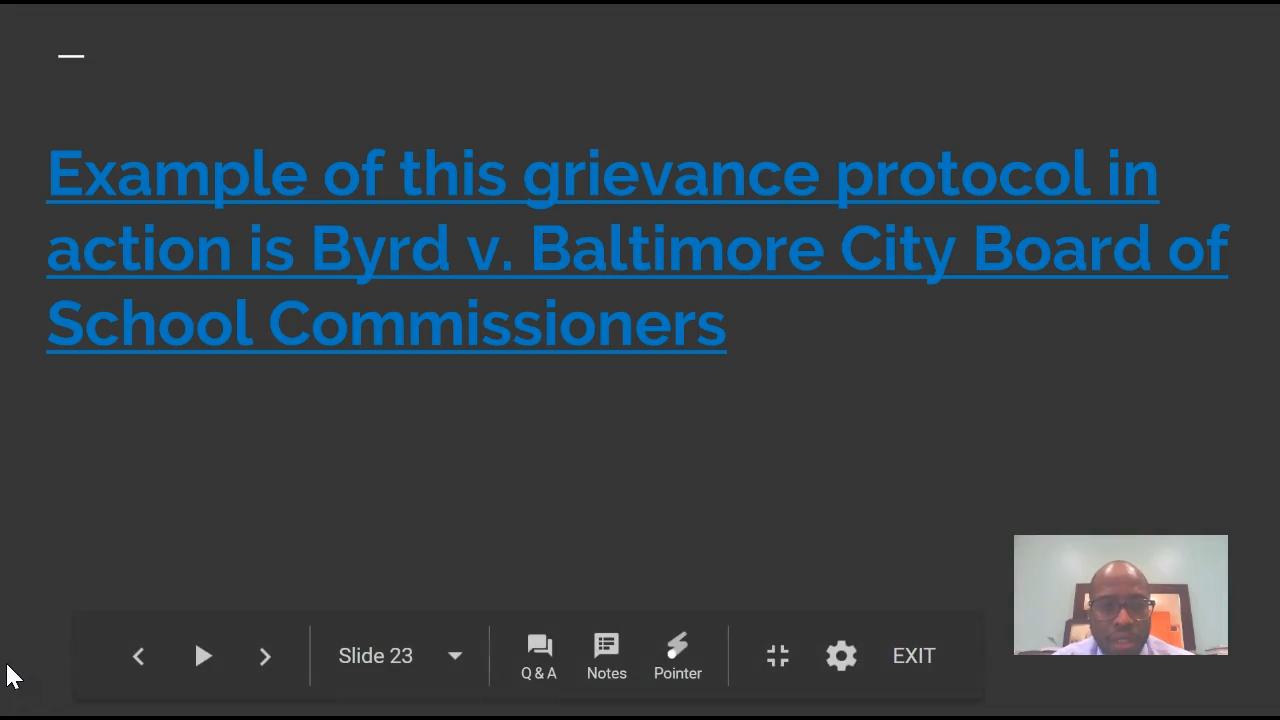 Example of this grievance protocol in
action is Byrd v. Baltimore City Board of
School Commissioners
Slide 23
Q & A
Notes
Pointer
EXIT